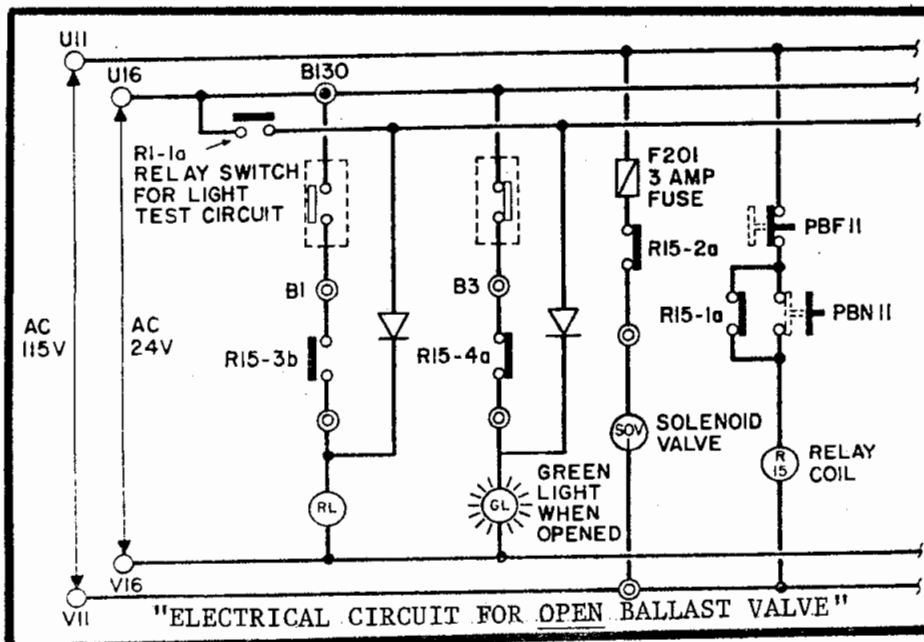 U11
U16
B130
R1-1a
RELAY SWITCH
FOR LIGHT
TEST CIRCUIT
F201
3 AMP
FUSE
PBF11
R15-2a
B1
B3
R15-1a
PBN11
AC
115V
AC
24V
R15-3b
R15-4a
SOV
SOLENOID
VALVE
R
15
RELAY
COIL
RL
GL
GREEN
LIGHT
WHEN
OPENED
V16
V11
"ELECTRICAL CIRCUIT FOR OPEN BALLAST VALVE"